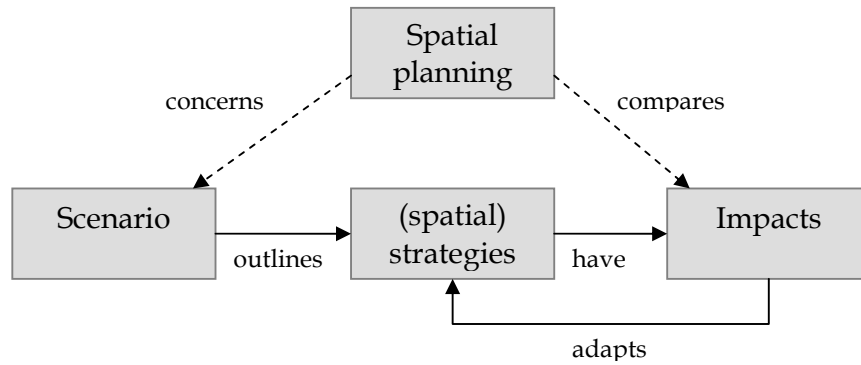 Spatial
planning
concerns
compares
Scenario
(spatial)
strategies
Impacts
outlines
have
adapts